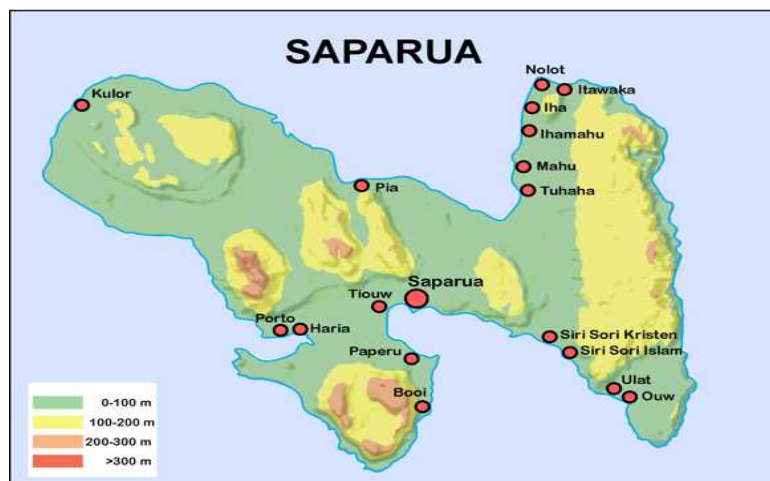 SAPARUA
Nolot
Kulor
Itawaka
Iha
Ihamahu
Mahu
Pia
Tuhaha
Saparua
Tiouw
Porto
Haria
Siri Sori Kristen
Siri Sori Islam
Paperu
Ulat
Booi
Ouw
0-100 m
100-200 m
200-300 m
>300 m